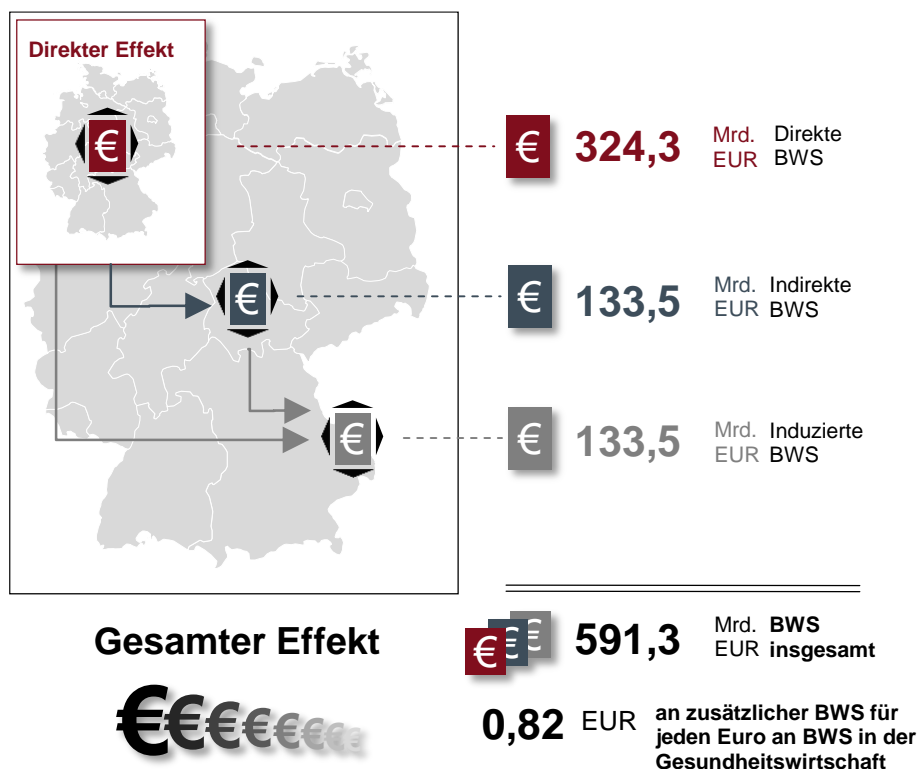 Direkter Effekt
€
€ 324,3 Mrd. EUR Direkte BWS
€
€ 133,5 Mrd. EUR Indirekte BWS
€
€ 133,5 Mrd. EUR Induzierte BWS
Gesamter Effekt
€€€ 591,3 Mrd. EUR BWS insgesamt
€€€€€€€€
0,82 EUR an zusätzlicher BWS für
jeden Euro an BWS in der
Gesundheitswirtschaft